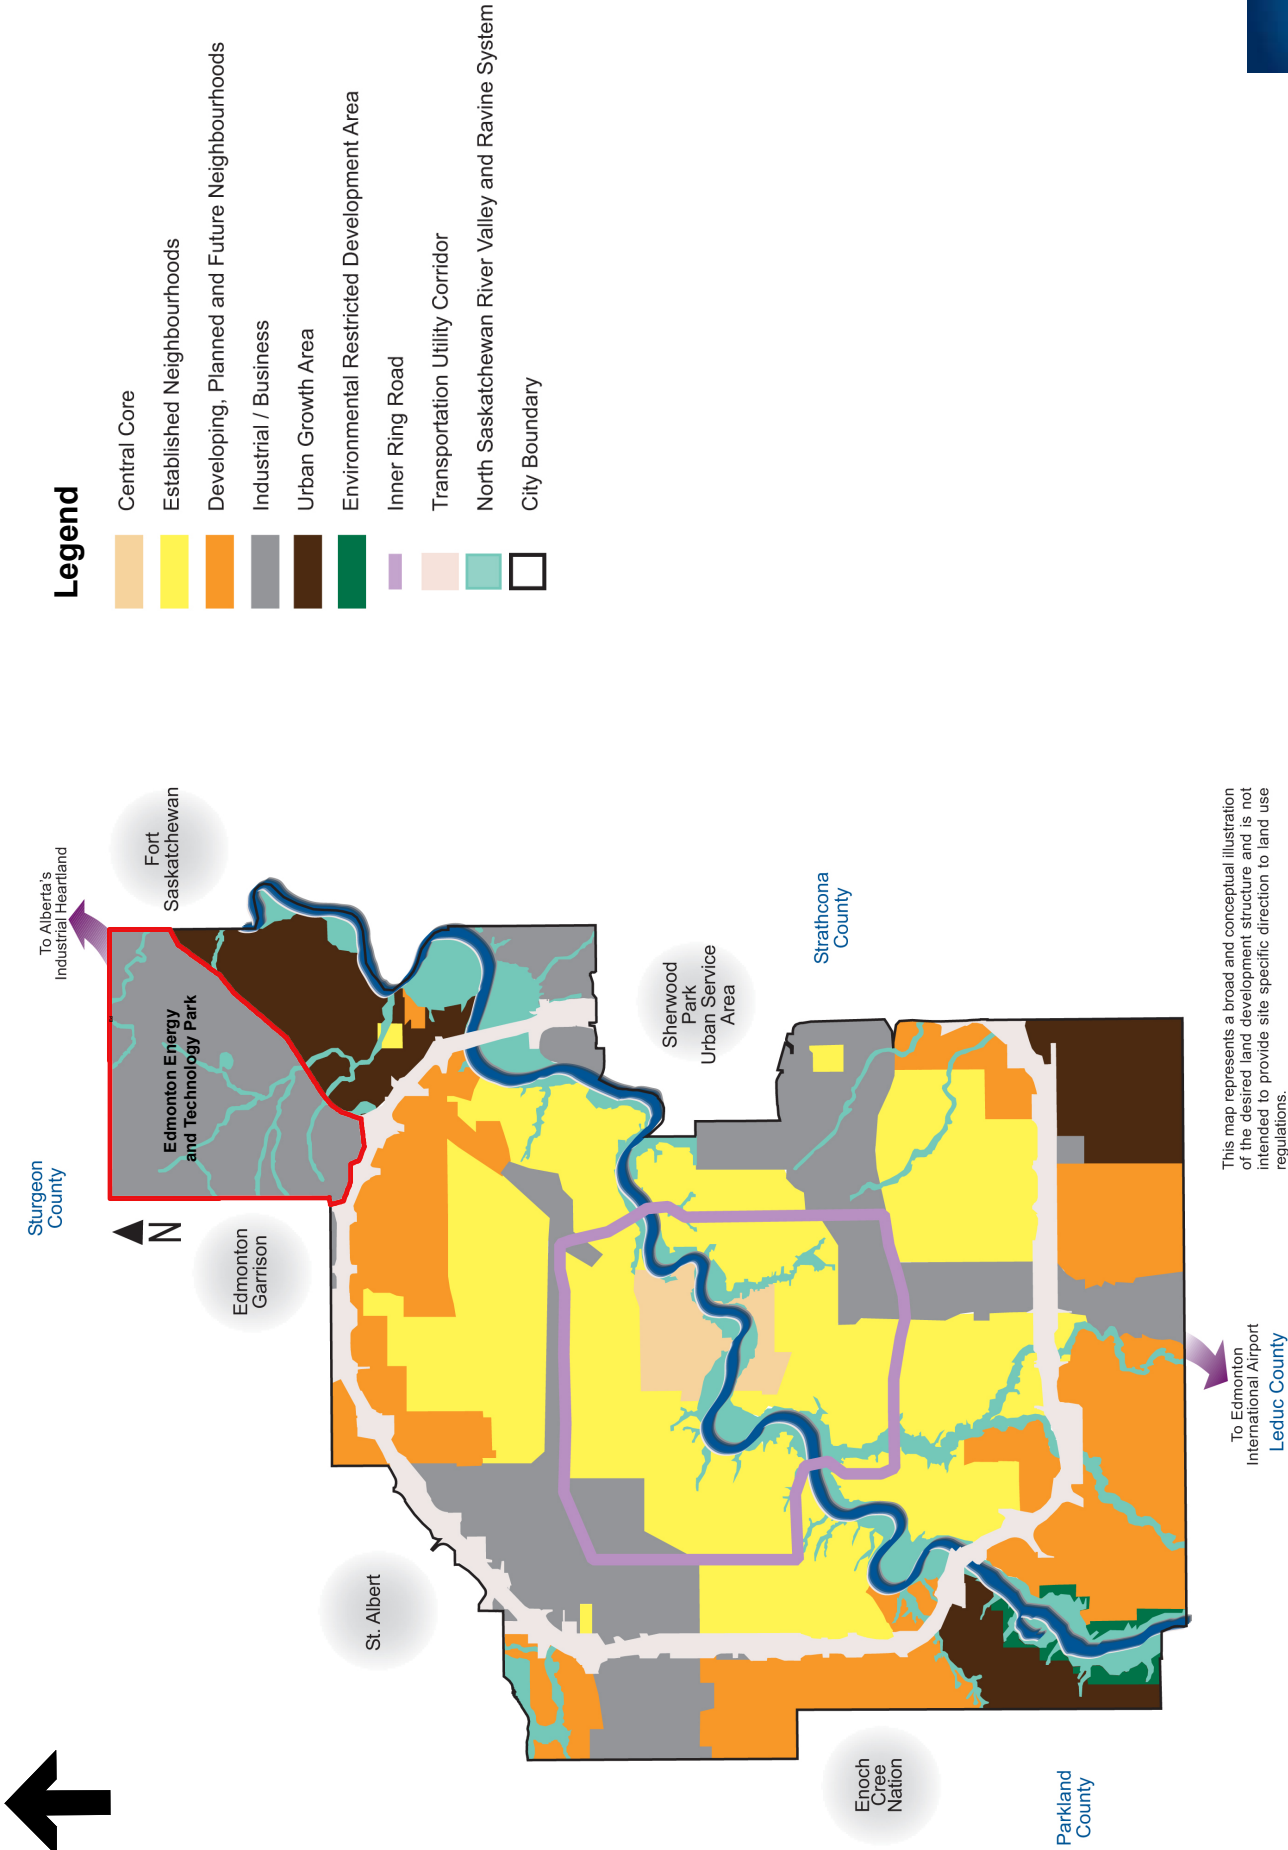 Legend
Central Core
Established Neighbourhoods
Developing, Planned and Future Neighbourhoods
Industrial / Business
Urban Growth Area
Environmental Restricted Development Area
Inner Ring Road
Transportation Utility Corridor
North Saskatchewan River Valley and Ravine System
City Boundary
To Alberta's
Industrial Heartland
Fort
Saskatchewan
Sturgeon
County
N
Edmonton Energy
and Technology Park
Edmonton
Garrison
St. Albert
Sherwood
Park
Urban Service
Area
Strathcona
County
Enoch
Cree
Nation
Parkland
County
To Edmonton
International Airport
Leduc County
This map represents a broad and conceptual illustration
of the desired land development structure and is not
intended to provide site specific direction to land use
regulations.